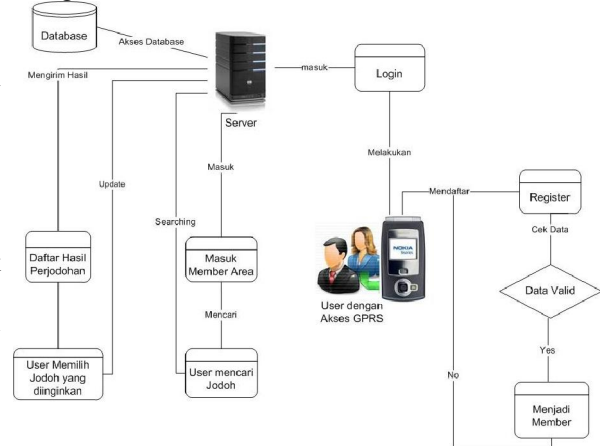 Database
Akses Database
Mengirim Hasil
masuk
Login
Server
Melakukan
Masuk
Update
Mendaftar
Register
Searching
Cek Data
NOKIA
Daftar Hasil
Perjodohan
Masuk
Member Area
Data Valid
User dengan
Akses GPRS
Mencari
Yes
User Memilih
Jodoh yang
diinginkan
User mencari
Jodoh
No
Menjadi
Member